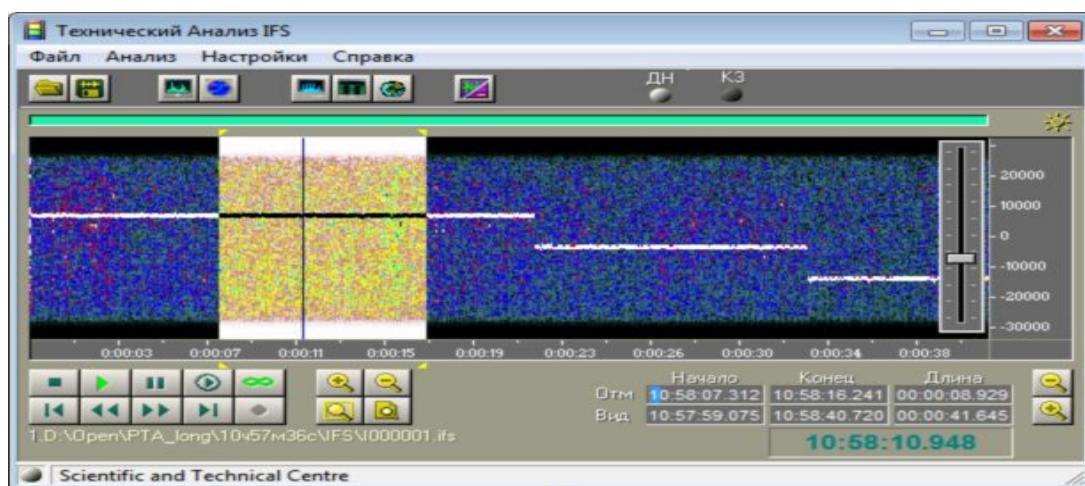 Технический Анализ IFS
Файл Анализ Настройки Справка
ДН КЗ
20000
10000
0
-10000
-20000
-30000
0:00:03 0:00:07 0:00:11 0:00:15 0:00:19 0:00:23 0:00:26 0:00:30 0:00:34 0:00:38
Начало Конец Длина
Отм 10:58:07.312 10:58:16.241 00:00:08.929
Вид 10:57:59.075 10:58:40.720 00:00:41.645
1.D:\Open\PTA_long\10ч57м36с\IFS\I000001.ifs
10:58:10.948
Scientific and Technical Centre